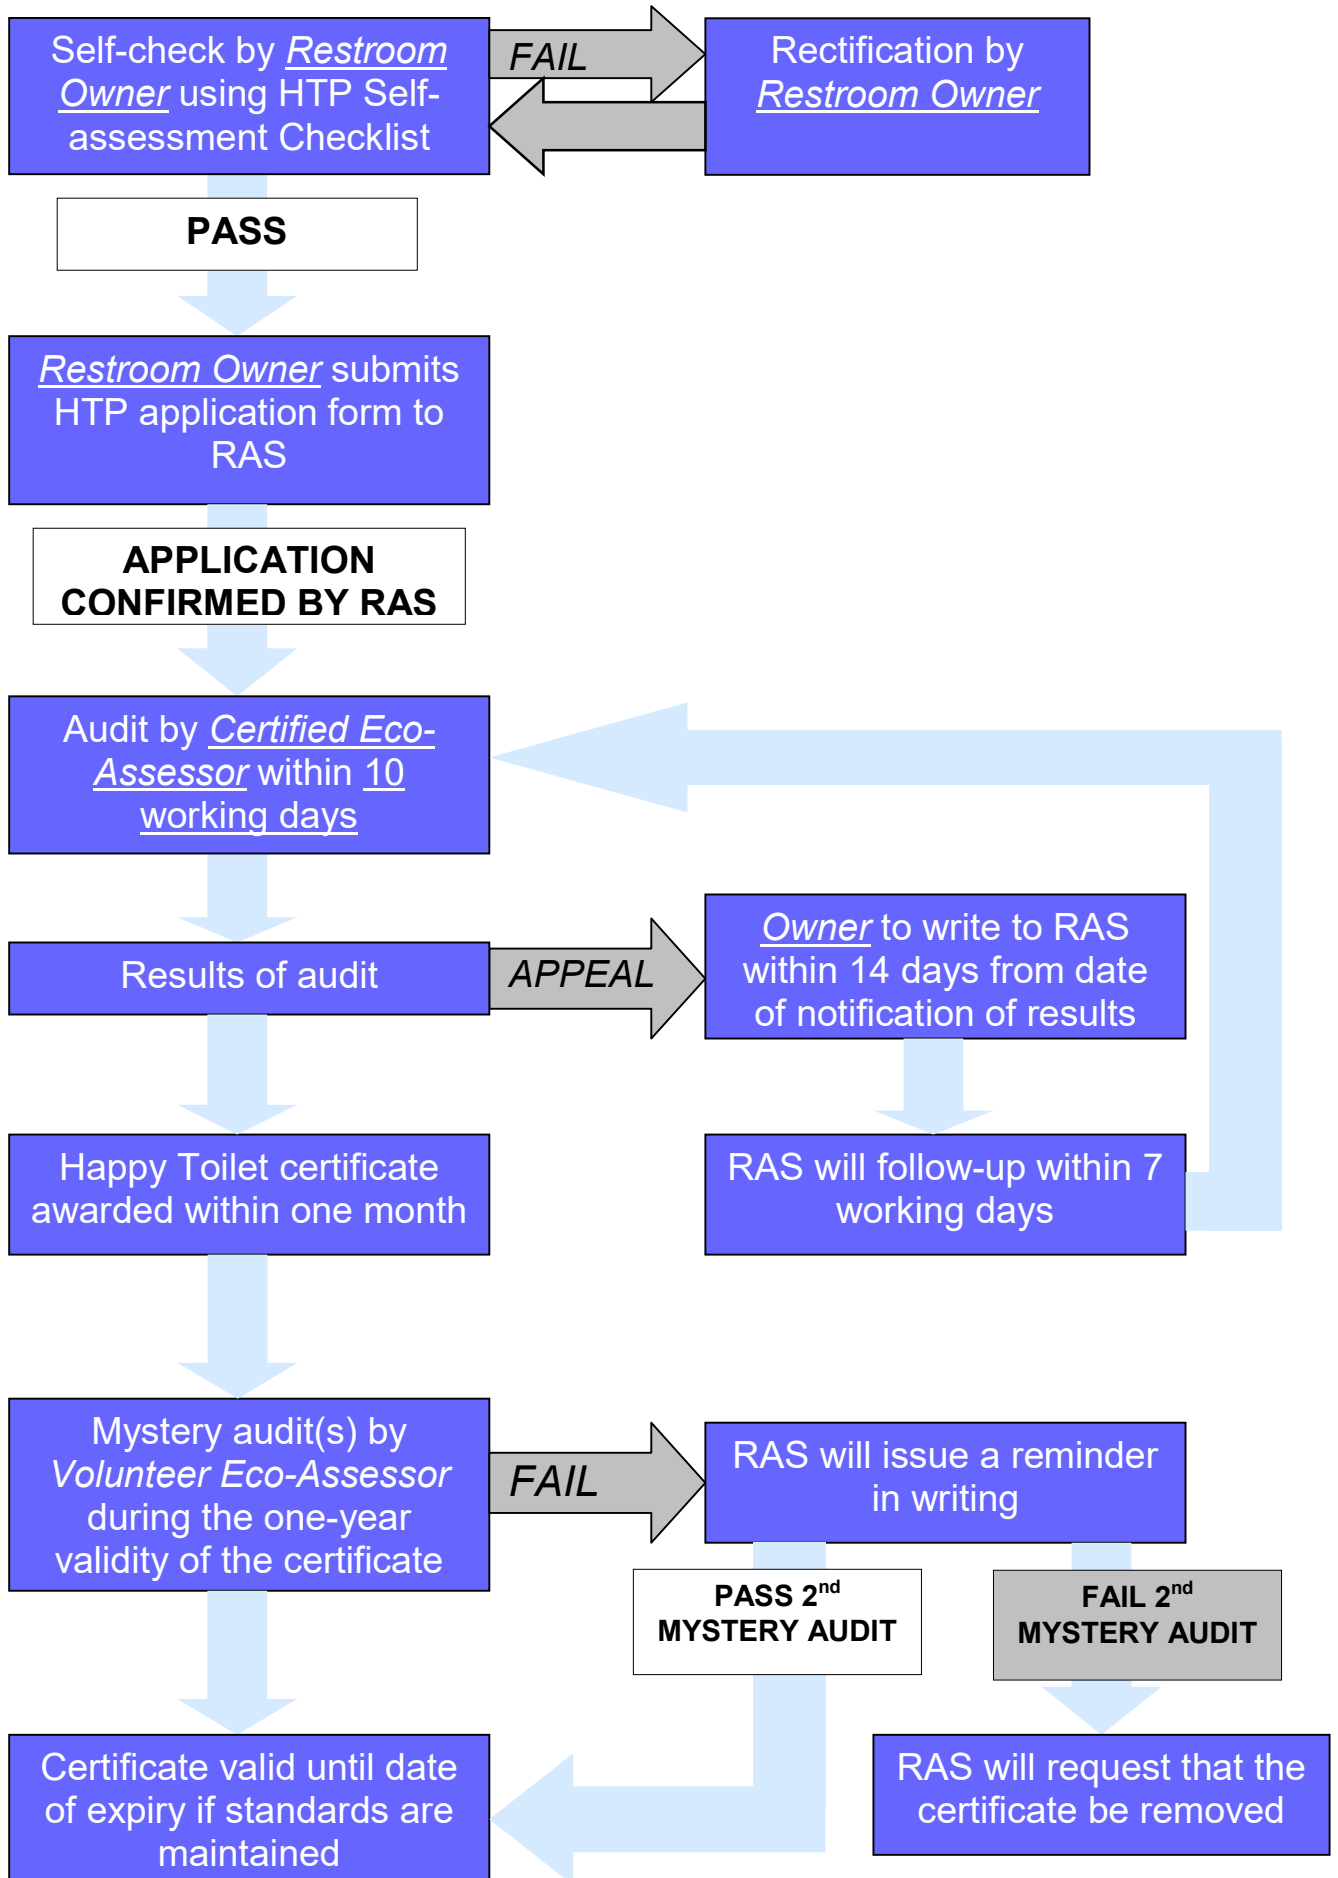 Self-check by Restroom
Owner using HTP Self-
assessment Checklist
FAIL
Rectification by
Restroom Owner
PASS
Restroom Owner submits
HTP application form to
RAS
APPLICATION
CONFIRMED BY RAS
Audit by Certified Eco-
Assessor within 10
working days
Results of audit
APPEAL
Owner to write to RAS
within 14 days from date
of notification of results
Happy Toilet certificate
awarded within one month
RAS will follow-up within 7
working days
Mystery audit(s) by
Volunteer Eco-Assessor
during the one-year
validity of the certificate
FAIL
RAS will issue a reminder
in writing
PASS 2nd
MYSTERY AUDIT
FAIL 2nd
MYSTERY AUDIT
Certificate valid until date
of expiry if standards are
maintained
RAS will request that the
certificate be removed